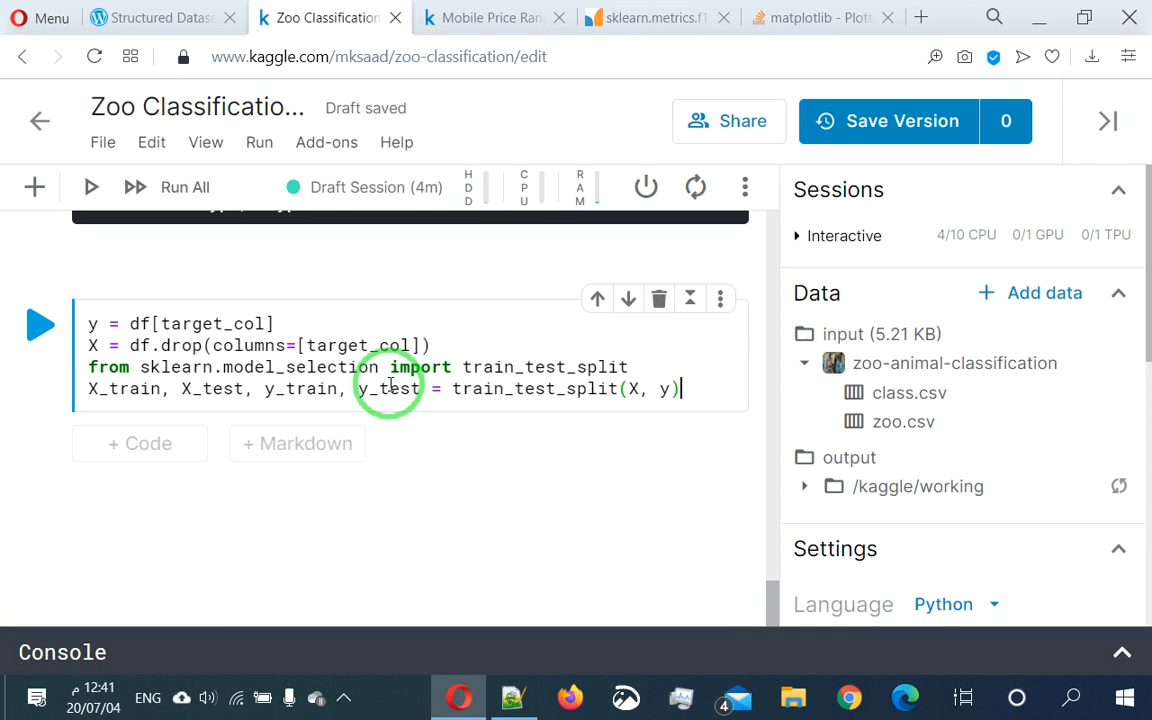 Menu
Structured Datase
Zoo Classification
Mobile Price Ran
sklearn.metrics.f1
matplotlib - Plott
www.kaggle.com/mksaad/zoo-classification/edit
Zoo Classificatio...
Draft saved
File Edit View Run Add-ons Help
Share
Save Version
0
Run All
Draft Session (4m)
HDD
CPU
RAM
y = df[target_col]
X = df.drop(columns=[target_col])
from sklearn.model_selection import train_test_split
X_train, X_test, y_train, y_test = train_test_split(X, y)
+ Code
+ Markdown
Sessions
Interactive 4/10 CPU 0/1 GPU 0/1 TPU
Data
+ Add data
input (5.21 KB)
zoo-animal-classification
class.csv
zoo.csv
output
/kaggle/working
Settings
Language Python
Console
12:41 م
20/07/04
ENG
4